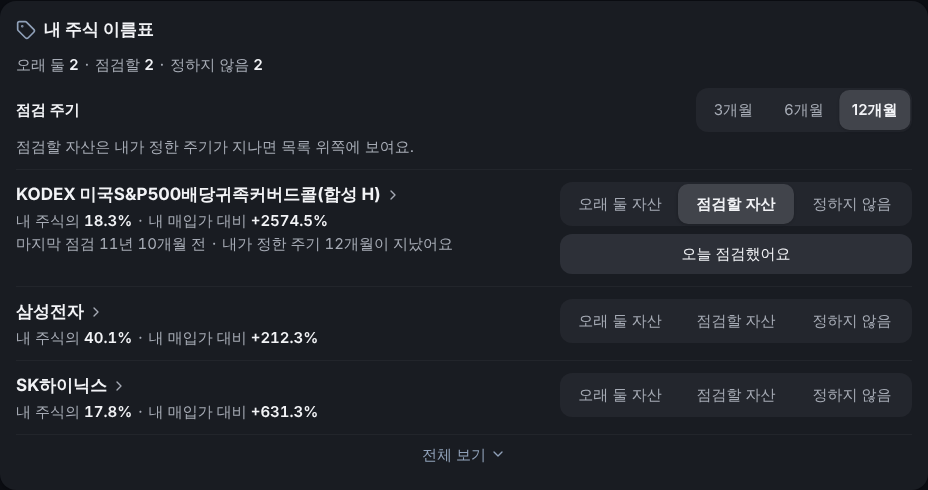 내 주식 이름표
오래 둘 2 · 점검할 2 · 정하지 않음 2
점검 주기
3개월 6개월 12개월
점검할 자산은 내가 정한 주기가 지나면 목록 위쪽에 보여요.
KODEX 미국S&P500배당귀족커버드콜(합성 H)
내 주식의 18.3% · 내 매입가 대비 +2574.5%
마지막 점검 11년 10개월 전 · 내가 정한 주기 12개월이 지났어요
오래 둘 자산 점검할 자산 정하지 않음
오늘 점검했어요
삼성전자
내 주식의 40.1% · 내 매입가 대비 +212.3%
오래 둘 자산 점검할 자산 정하지 않음
SK하이닉스
내 주식의 17.8% · 내 매입가 대비 +631.3%
오래 둘 자산 점검할 자산 정하지 않음
전체 보기